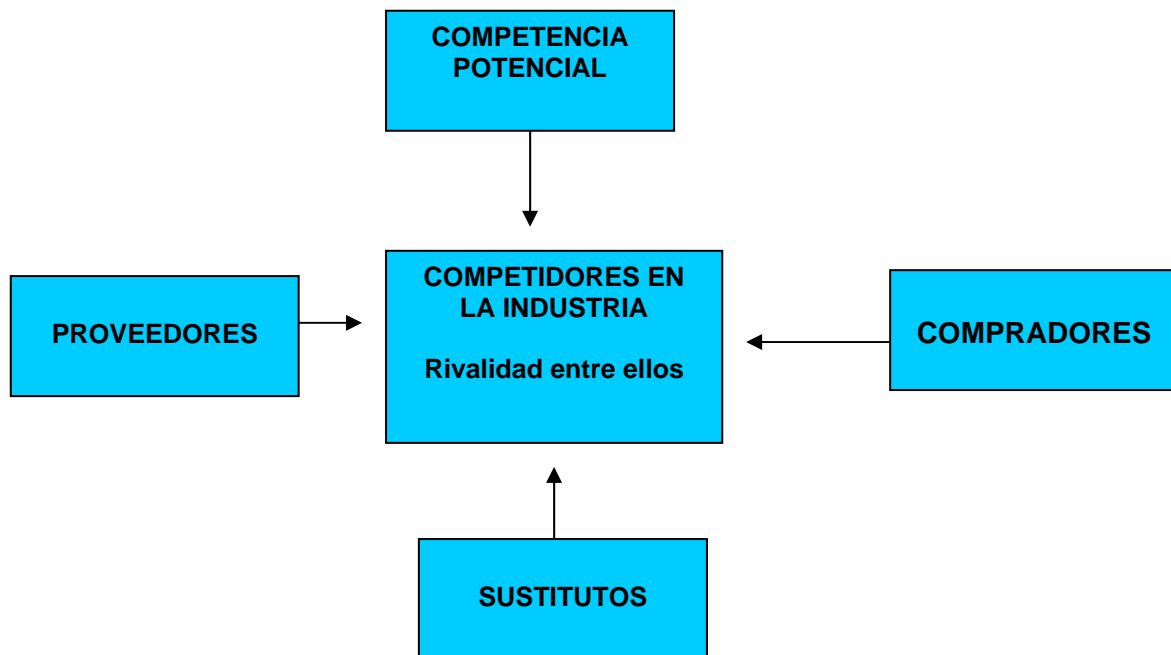 COMPETENCIA
POTENCIAL
COMPETIDORES EN
LA INDUSTRIA
Rivalidad entre ellos
PROVEEDORES
COMPRADORES
SUSTITUTOS